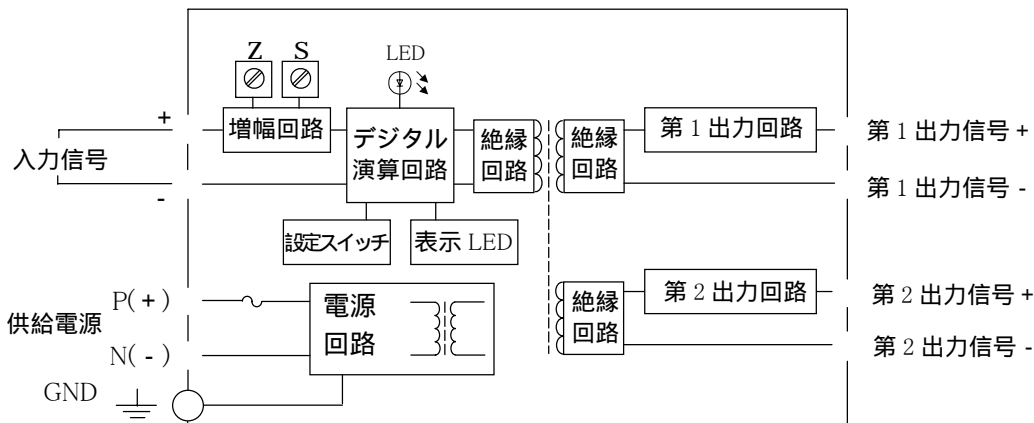 Z S LED
+
増幅回路
デジタル
演算回路
絶縁
回路
絶縁
回路
第 1 出力回路
第 1 出力信号 +
入力信号
-
第 1 出力信号 -
設定スイッチ
表示 LED
P( + )
供給電源
N( - )
GND
電源
回路
絶縁
回路
第 2 出力回路
第 2 出力信号 +
第 2 出力信号 -